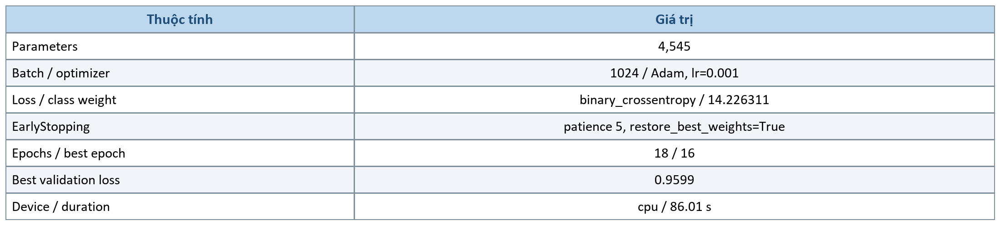 Thuộc tính Giá trị
Parameters 4,545
Batch / optimizer 1024 / Adam, lr=0.001
Loss / class weight binary_crossentropy / 14.226311
EarlyStopping patience 5, restore_best_weights=True
Epochs / best epoch 18 / 16
Best validation loss 0.9599
Device / duration cpu / 86.01 s